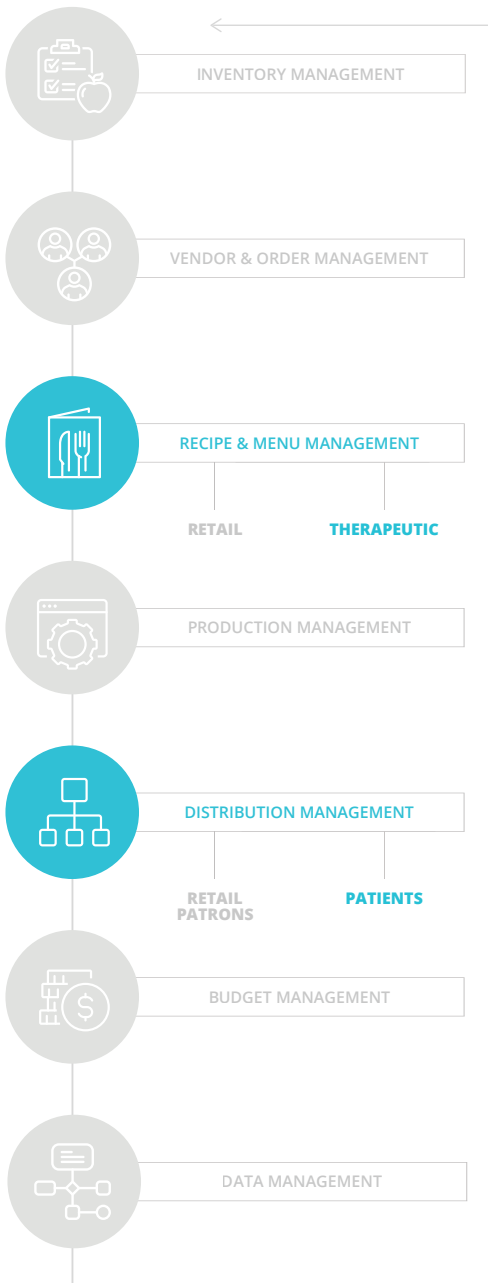 INVENTORY MANAGEMENT
VENDOR & ORDER MANAGEMENT
RECIPE & MENU MANAGEMENT
RETAIL
THERAPEUTIC
PRODUCTION MANAGEMENT
DISTRIBUTION MANAGEMENT
RETAIL
PATRONS
PATIENTS
BUDGET MANAGEMENT
$
DATA MANAGEMENT